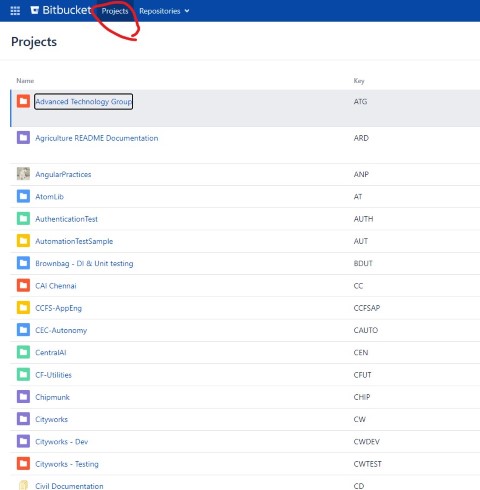 Bitbucket Projects Repositories
Projects
Name Key
Advanced Technology Group ATG
Agriculture README Documentation ARD
AngularPractices ANP
AtomLib AT
AuthenticationTest AUTH
AutomationTestSample AUT
Brownbag - DI & Unit testing BDUT
CAI Chennai CC
CCFS-AppEng CCFSAP
CEC-Autonomy CAUTO
CentralAI CEN
CF-Utilities CFUT
Chipmunk CHIP
Cityworks CW
Cityworks - Dev CWDEV
Cityworks - Testing CWTEST
Civil Documentation CD